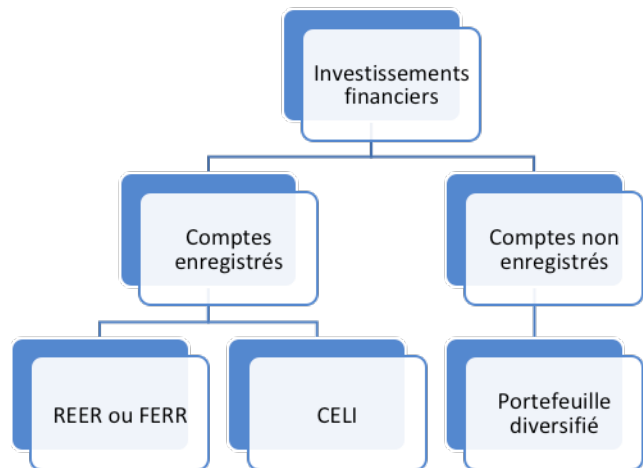 Investissements
financiers
Comptes
enregistrés
Comptes non
enregistrés
REER ou FERR
CELI
Portefeuille
diversifié